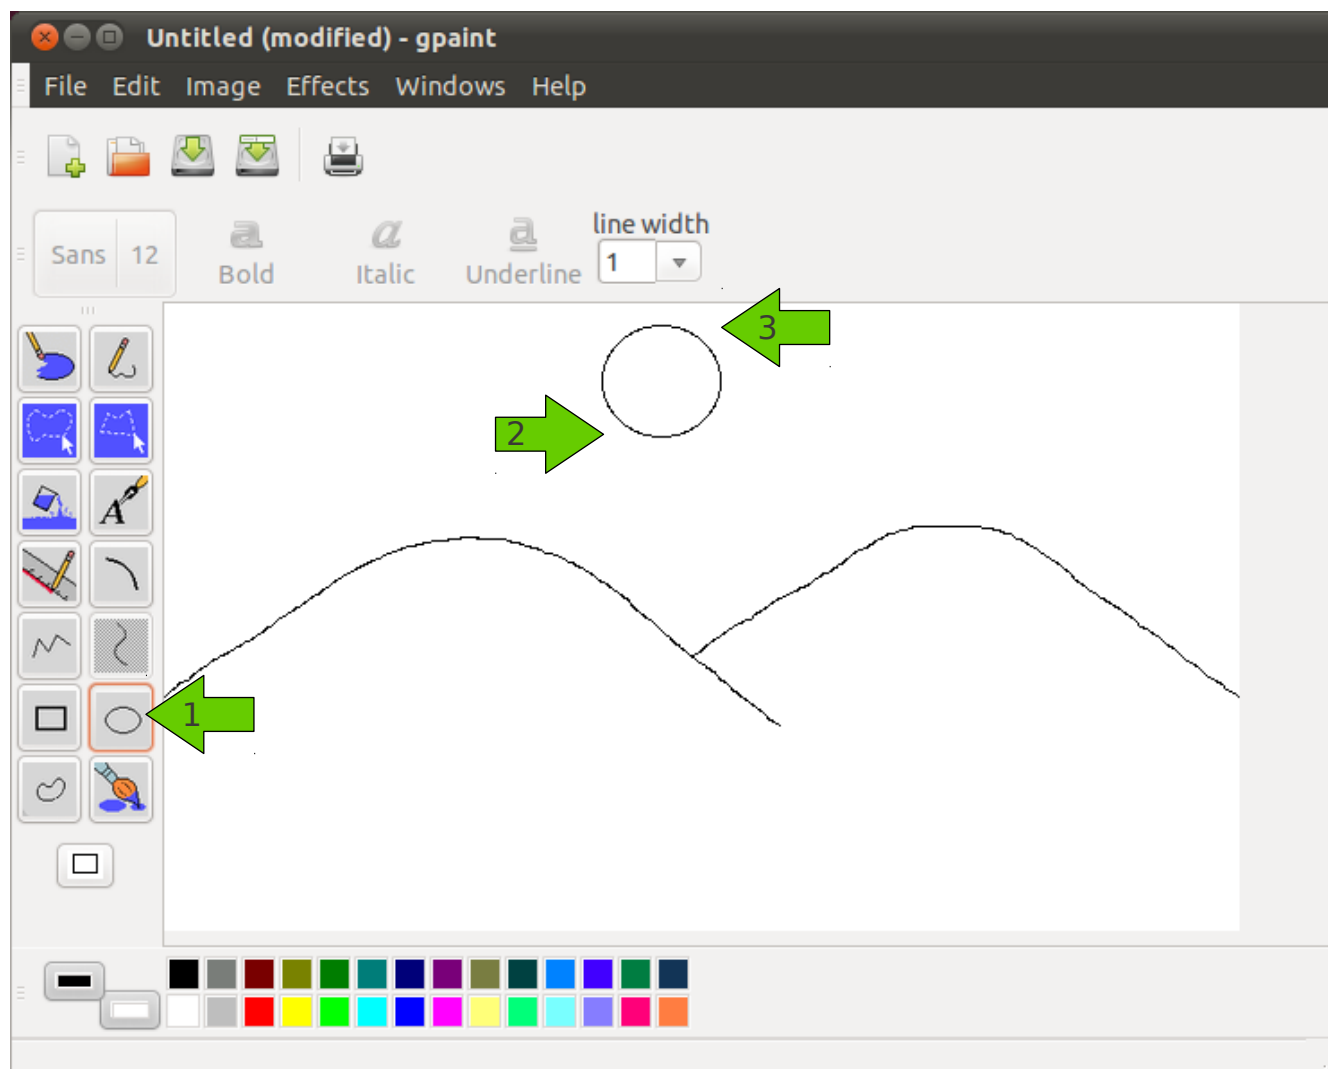 Untitled (modified) - gpaint
File Edit Image Effects Windows Help
line width
Sans 12 Bold Italic Underline 1
3
2
1